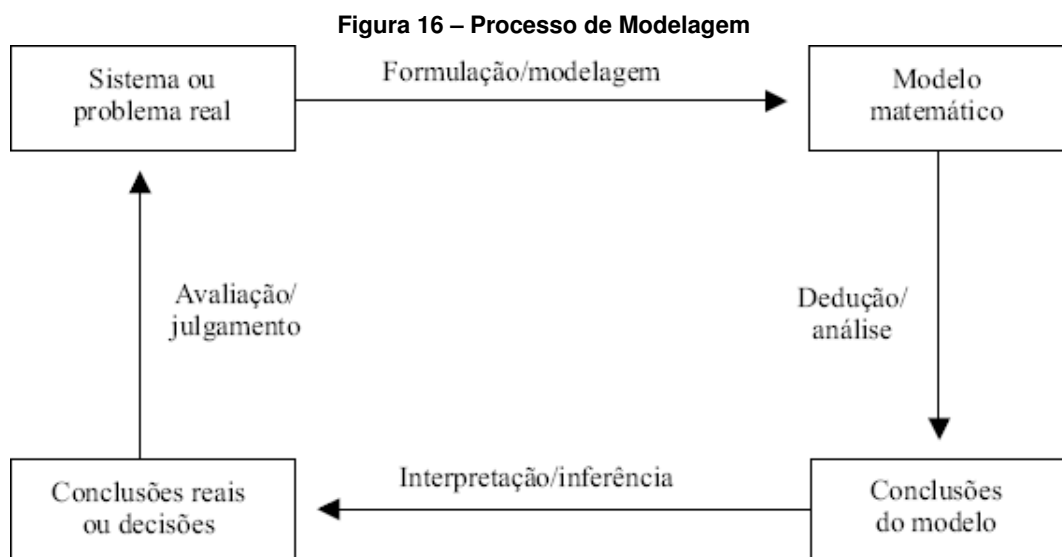 Figura 16 – Processo de Modelagem
Sistema ou
problema real
Formulação/modelagem
Modelo
matemático
Avaliação/
julgamento
Dedução/
análise
Conclusões reais
ou decisões
Interpretação/inferência
Conclusões
do modelo